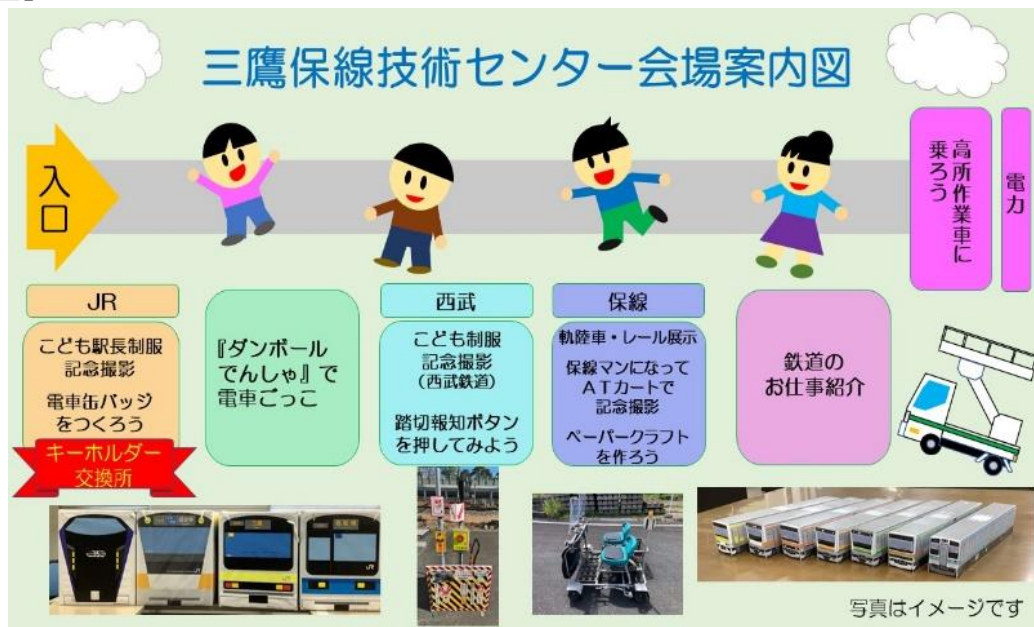 三鷹保線技術センター会場案内図
入口
高所作業車に
乗ろう
電力
JR
こども駅長制服
記念撮影
電車缶バッジ
をつくろう
キーホルダー
交換所
『ダンボール
でんしゃ』で
電車ごっこ
西武
こども制服
記念撮影
(西武鉄道)
踏切報知ボタン
を押してみよう
保線
軌陸車・レール展示
保線マンになって
ATカートで
記念撮影
ペーパークラフト
を作ろう
鉄道の
お仕事紹介
写真はイメージです